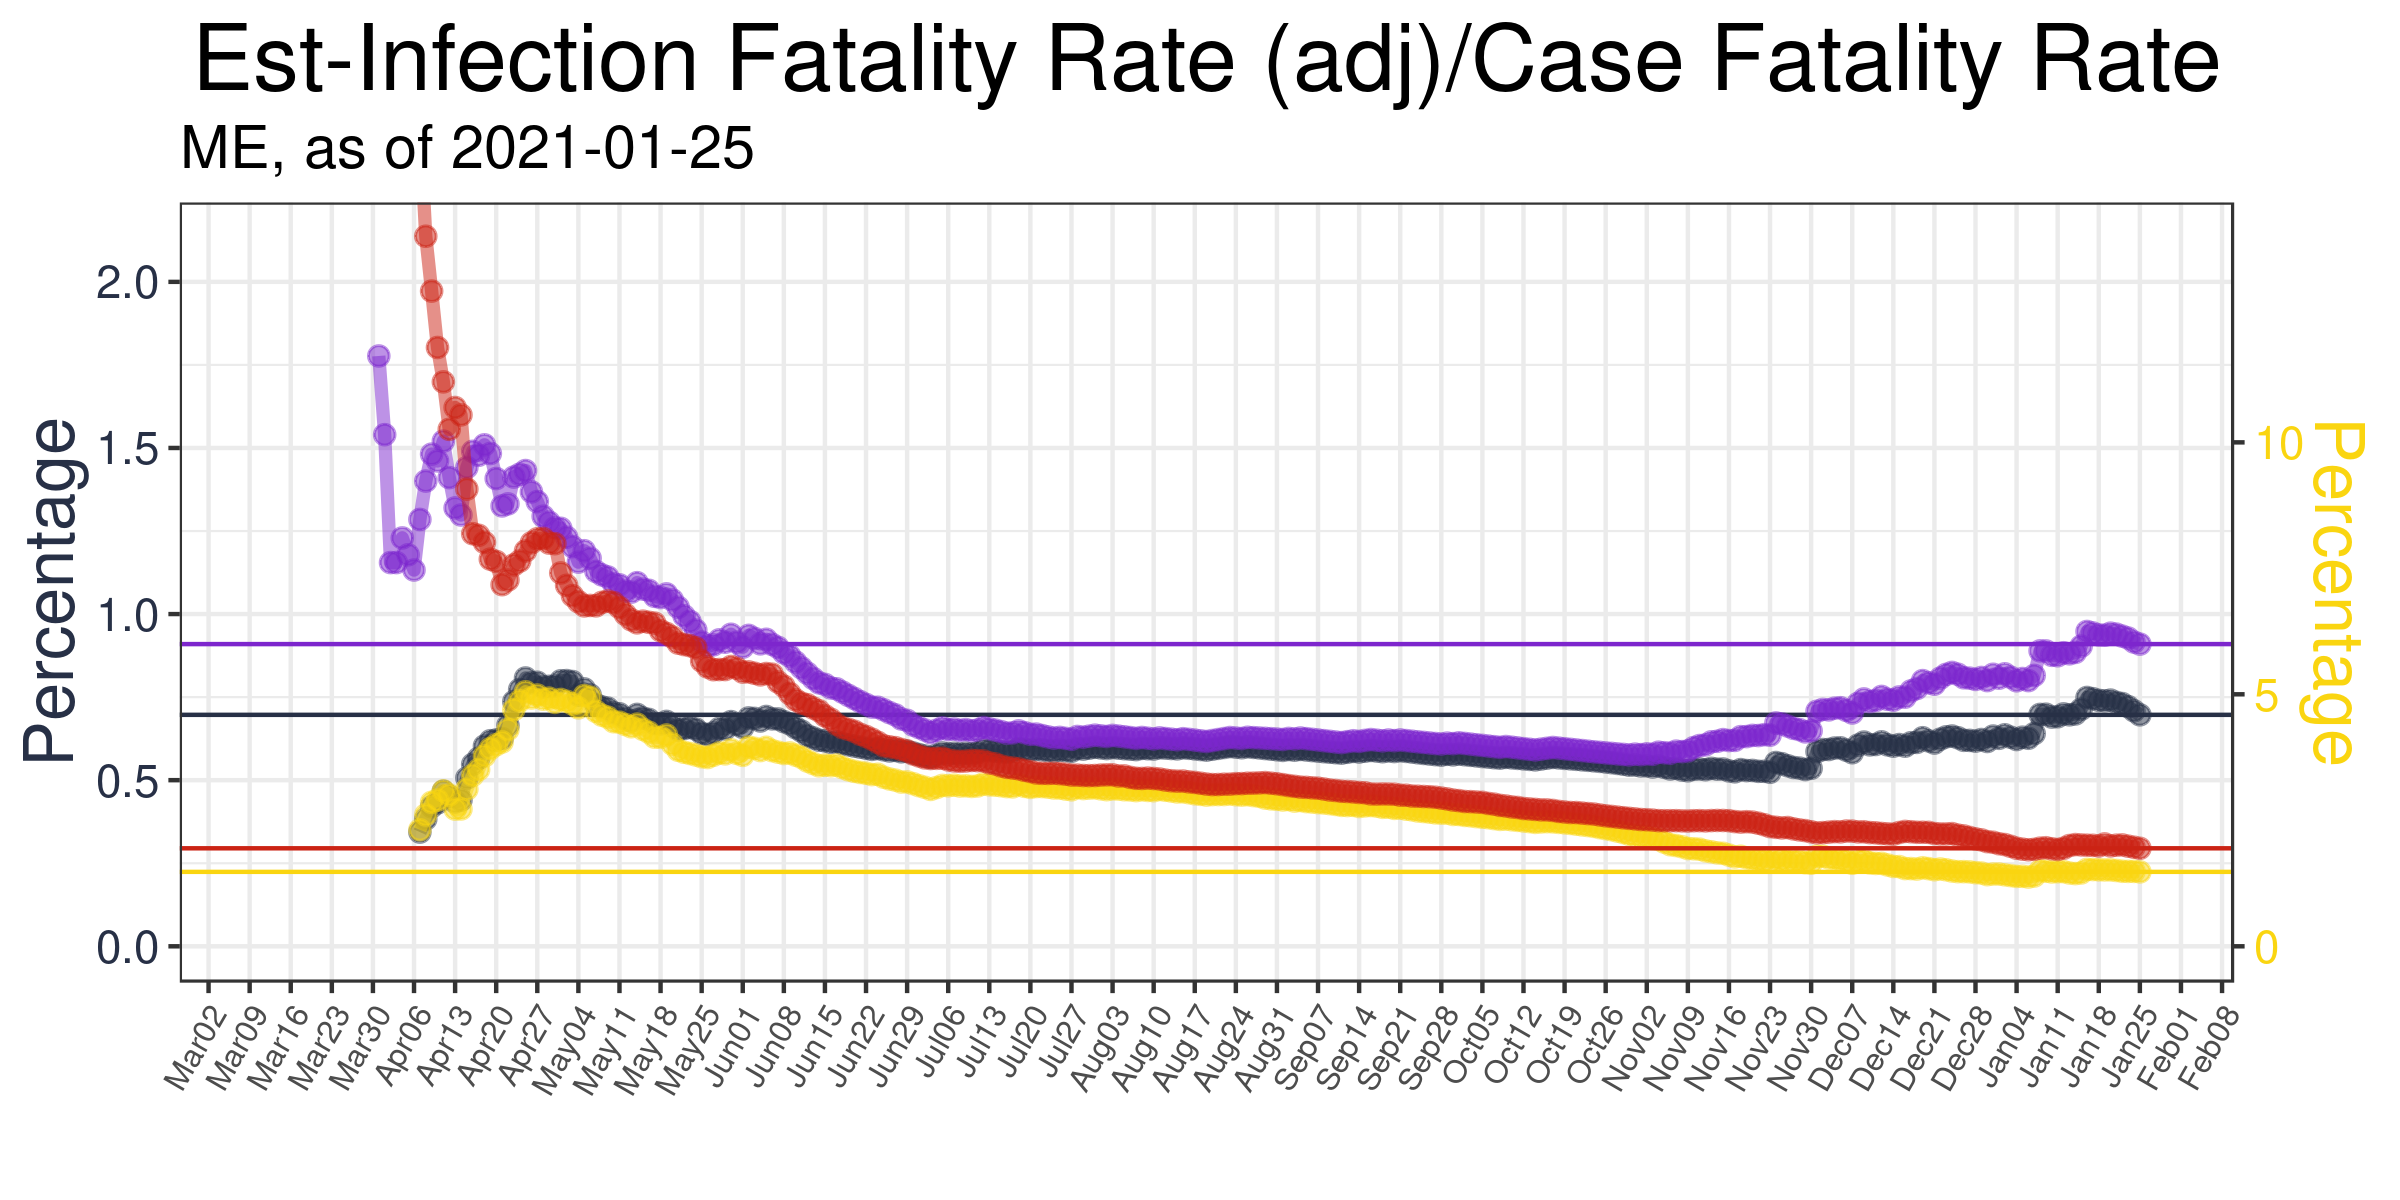 Est-Infection Fatality Rate (adj)/Case Fatality Rate
ME, as of 2021-01-25
Percentage
2.0
1.5
1.0
0.5
0.0
10
5
0
Percentage
Mar02
Mar09
Mar16
Mar23
Mar30
Apr06
Apr13
Apr20
Apr27
May04
May11
May18
May25
Jun01
Jun08
Jun15
Jun22
Jun29
Jul06
Jul13
Jul20
Jul27
Aug03
Aug10
Aug17
Aug24
Aug31
Sep07
Sep14
Sep21
Sep28
Oct05
Oct12
Oct19
Oct26
Nov02
Nov09
Nov16
Nov23
Nov30
Dec07
Dec14
Dec21
Dec28
Jan04
Jan11
Jan18
Jan25
Feb01
Feb08